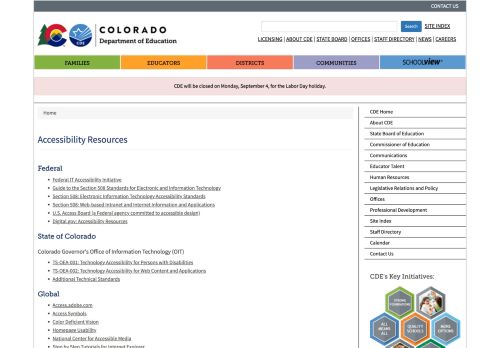 CONTACT US
COLORADO
Department of Education
CDE
Search
SITE INDEX
LICENSING | ABOUT CDE | STATE BOARD | OFFICES | STAFF DIRECTORY | NEWS | CAREERS
FAMILIES
EDUCATORS
DISTRICTS
COMMUNITIES
SCHOOLVIEW
CDE will be closed on Monday, September 4, for the Labor Day holiday.
Home
Accessibility Resources
Federal
Federal IT Accessibility Initiative
Guide to the Section 508 Standards for Electronic and Information Technology
Section 508: Electronic Information Technology Accessibility Standards
Section 508: Web-based Intranet and Internet Information and Applications
U.S. Access Board (a Federal agency committed to accessible design)
Digital.gov: Accessibility Resources
State of Colorado
Colorado Governor's Office of Information Technology (OIT)
TS-OEA-001: Technology Accessibility for Persons with Disabilities
TS-OEA-002: Technology Accessibility for Web Content and Applications
Additional Technical Standards
Global
Access.adobe.com
Access Symbols
Color Deficient Vision
Homepage Usability
National Center for Accessible Media
Step by Step Tutorials for Internet Explorer
CDE Home
About CDE
State Board of Education
Commissioner of Education
Communications
Educator Talent
Human Resources
Legislative Relations and Policy
Offices
Professional Development
Site Index
Staff Directory
Calendar
Contact Us
CDE's Key Initiatives:
STRONG FOUNDATIONS
ALL MEANS ALL
QUALITY SCHOOLS
MORE OPTIONS